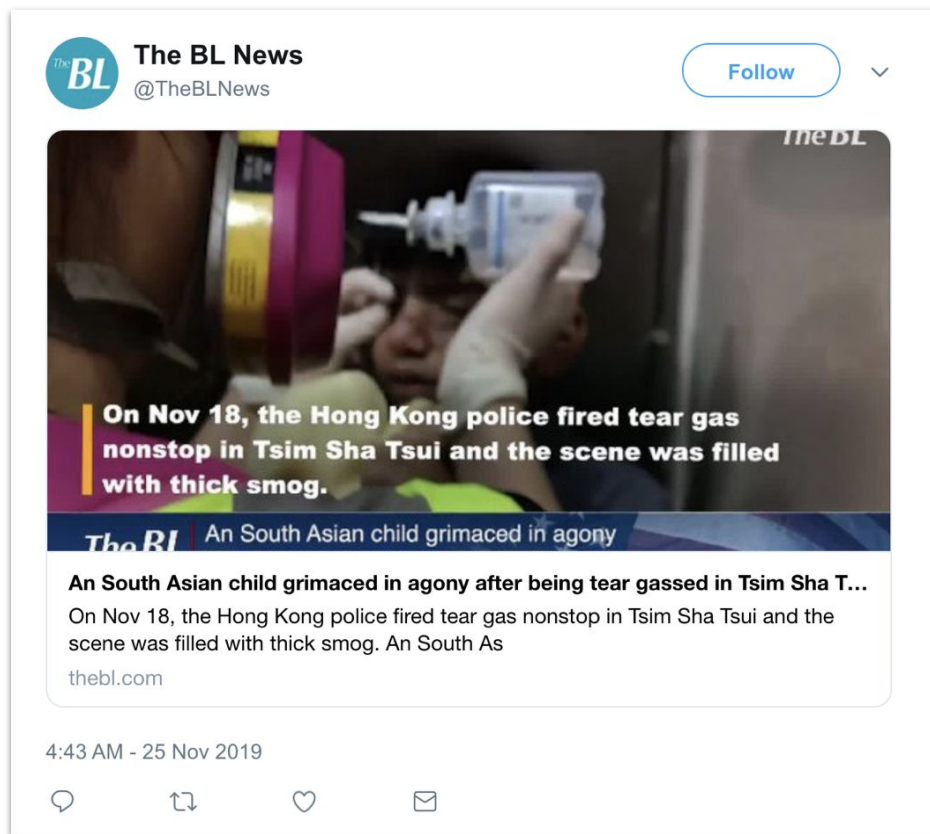 The BL News
@TheBLNews
Follow
The BL
The BL
On Nov 18, the Hong Kong police fired tear gas
nonstop in Tsim Sha Tsui and the scene was filled
with thick smog.
The BL An South Asian child grimaced in agony
An South Asian child grimaced in agony after being tear gassed in Tsim Sha T...
On Nov 18, the Hong Kong police fired tear gas nonstop in Tsim Sha Tsui and the
scene was filled with thick smog. An South As
thebl.com
4:43 AM - 25 Nov 2019